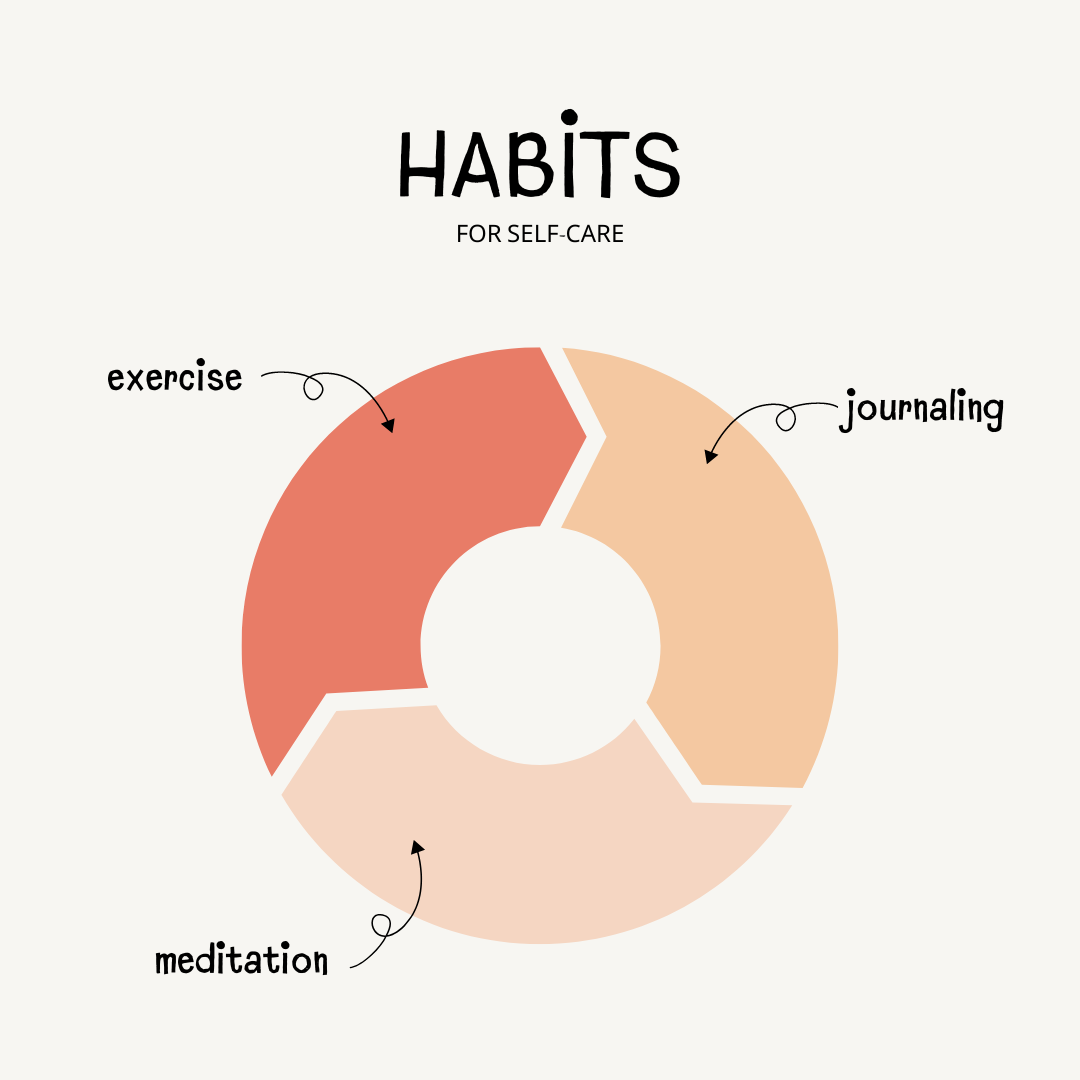 HABiTS
FOR SELF-CARE
exercise
journaling
meditation